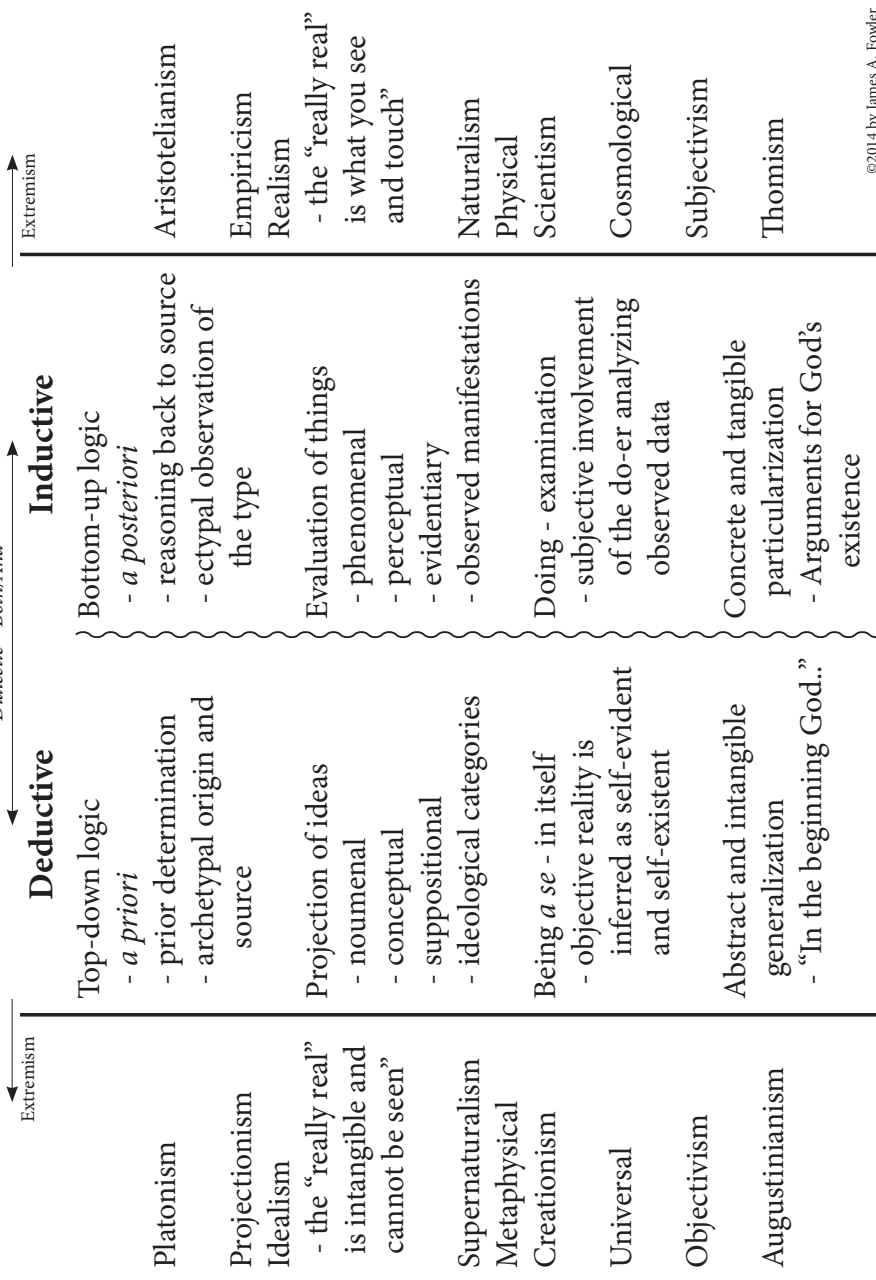 Dialectic - Both/And
Extremism
Platonism
Projectionism
Idealism
- the “really real”
is intangible and
cannot be seen”
Supernaturalism
Metaphysical
Creationism
Universal
Objectivism
Augustinianism
Deductive
Top-down logic
- a priori
- prior determination
- archetypal origin and
source
Projection of ideas
- noumenal
- conceptual
- suppositional
- ideological categories
Being a se - in itself
- objective reality is
inferred as self-evident
and self-existent
Abstract and intangible
generalization
- “In the beginning God..”
Inductive
Bottom-up logic
- a posteriori
- reasoning back to source
- ectypal observation of
the type
Evaluation of things
- phenomenal
- perceptual
- evidentiary
- observed manifestations
Doing - examination
- subjective involvement
of the do-er analyzing
observed data
Concrete and tangible
particularization
- Arguments for God’s
existence
Extremism
Aristotelianism
Empiricism
Realism
- the “really real”
is what you see
and touch”
Naturalism
Physical
Scientism
Cosmological
Subjectivism
Thomism
©2014 by James A. Fowler